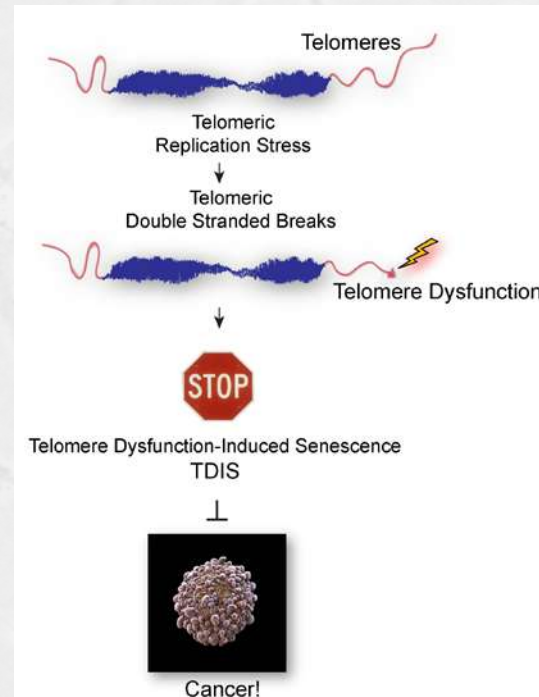 Telomeres
Telomeric
Replication Stress
Telomeric
Double Stranded Breaks
Telomere Dysfunction
STOP
Telomere Dysfunction-Induced Senescence
TDIS
Cancer!